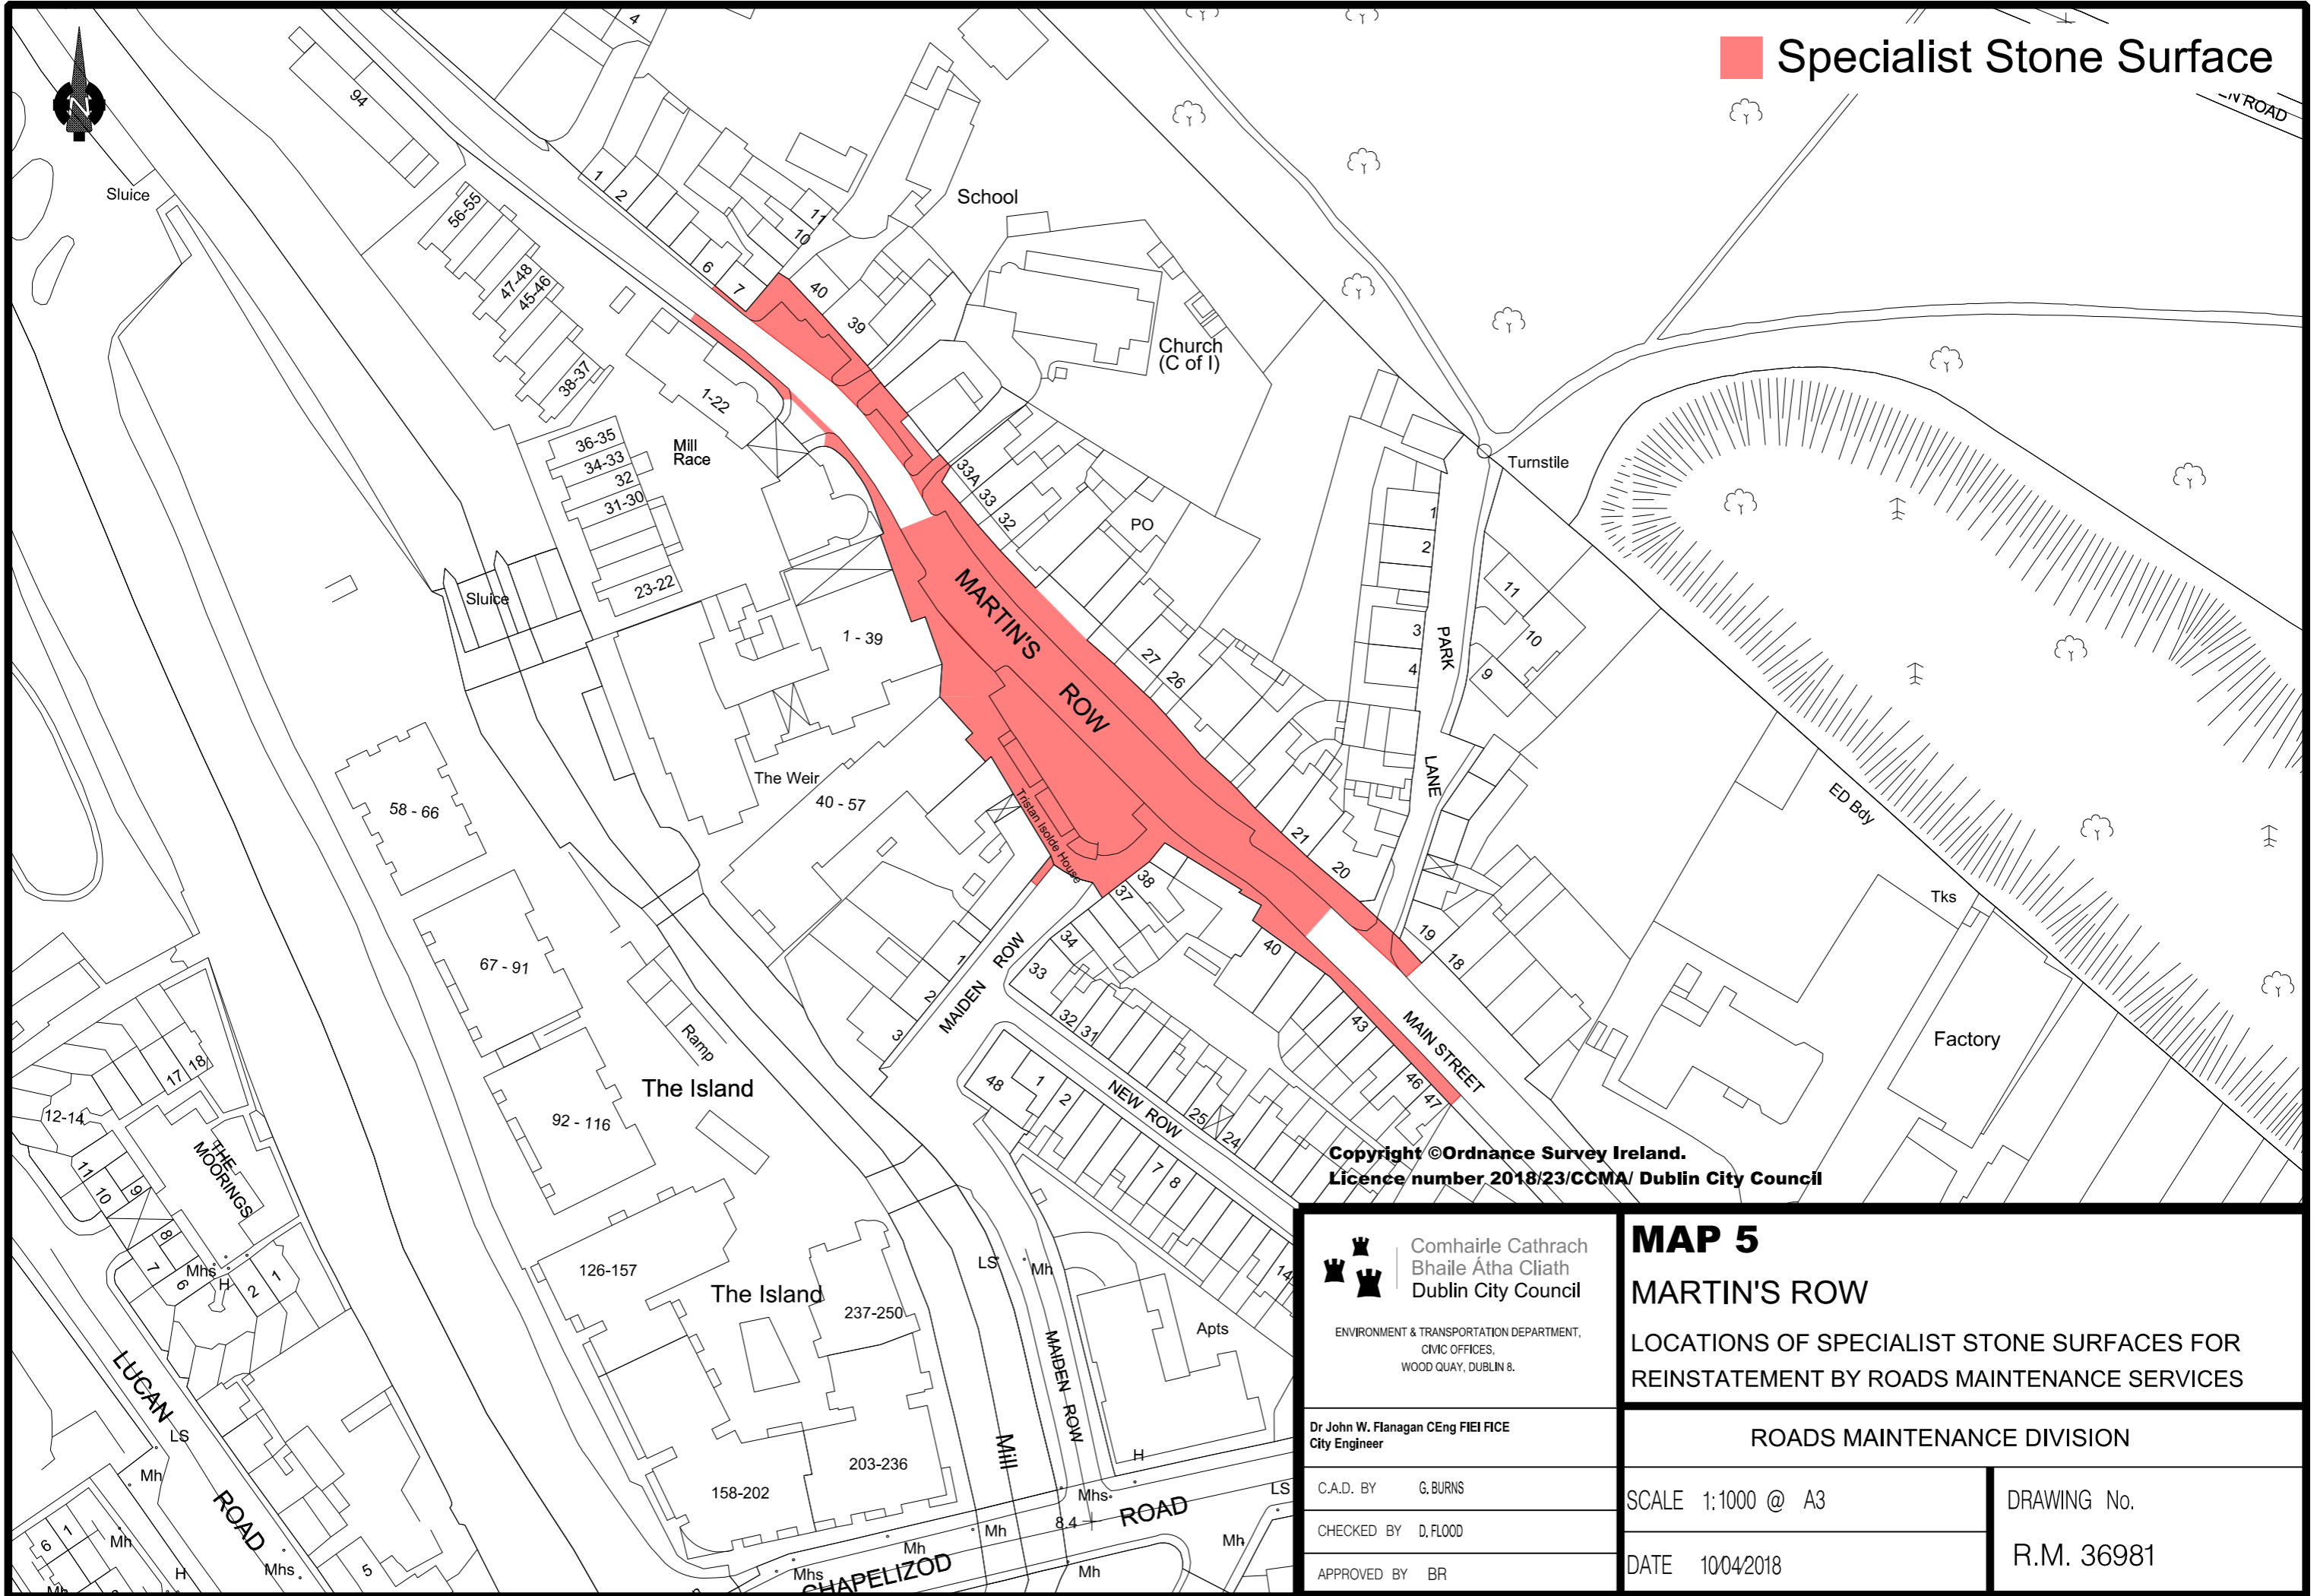 Specialist Stone Surface
N
94
4
Sluice
56-55
1
2
11
10
School
6
7
40
39
47-48
45-46
38-37
Church
(C of I)
1-22
36-35
34-33
32
31-30
23-22
Mill
Race
33A
33
32
PO
Turnstile
Sluice
1 - 39
MARTIN'S
ROW
27
26
1
2
3
4
PARK
LANE
11
10
9
The Weir
40 - 57
58 - 66
Tristan Isolde House
21
20
ED Bdy
38
37
40
19
18
Tks
67 - 91
1
2
3
MAIDEN ROW
34
33
32
31
43
MAIN STREET
46
47
Factory
Ramp
The Island
48
1
2
NEW ROW
25
24
7
8
14
92 - 116
17
18
12-14
THE
MOORINGS
11
10
9
8
7
6
Mhs
H
2
1
126-157
The Island
237-250
LS
Mh
MAIDEN ROW
Apts
LUCAN
ROAD
LS
Mh
Mill
203-236
158-202
H
Mhs
8.4
ROAD
LS
Mh
Mh
Mh
Mh
Mhs
CHAPELIZOD
6
1
Mh
H
Mhs
5
Copyright ©Ordnance Survey Ireland.
Licence number 2018/23/CCMA/ Dublin City Council
Comhairle Cathrach
Bhaile Átha Cliath
Dublin City Council
ENVIRONMENT & TRANSPORTATION DEPARTMENT,
CIVIC OFFICES,
WOOD QUAY, DUBLIN 8.
Dr John W. Flanagan CEng FIEI FICE
City Engineer
C.A.D. BY G. BURNS
CHECKED BY D. FLOOD
APPROVED BY BR
MAP 5
MARTIN'S ROW
LOCATIONS OF SPECIALIST STONE SURFACES FOR
REINSTATEMENT BY ROADS MAINTENANCE SERVICES
ROADS MAINTENANCE DIVISION
SCALE 1:1000 @ A3
DATE 10/04/2018
DRAWING No.
R.M. 36981